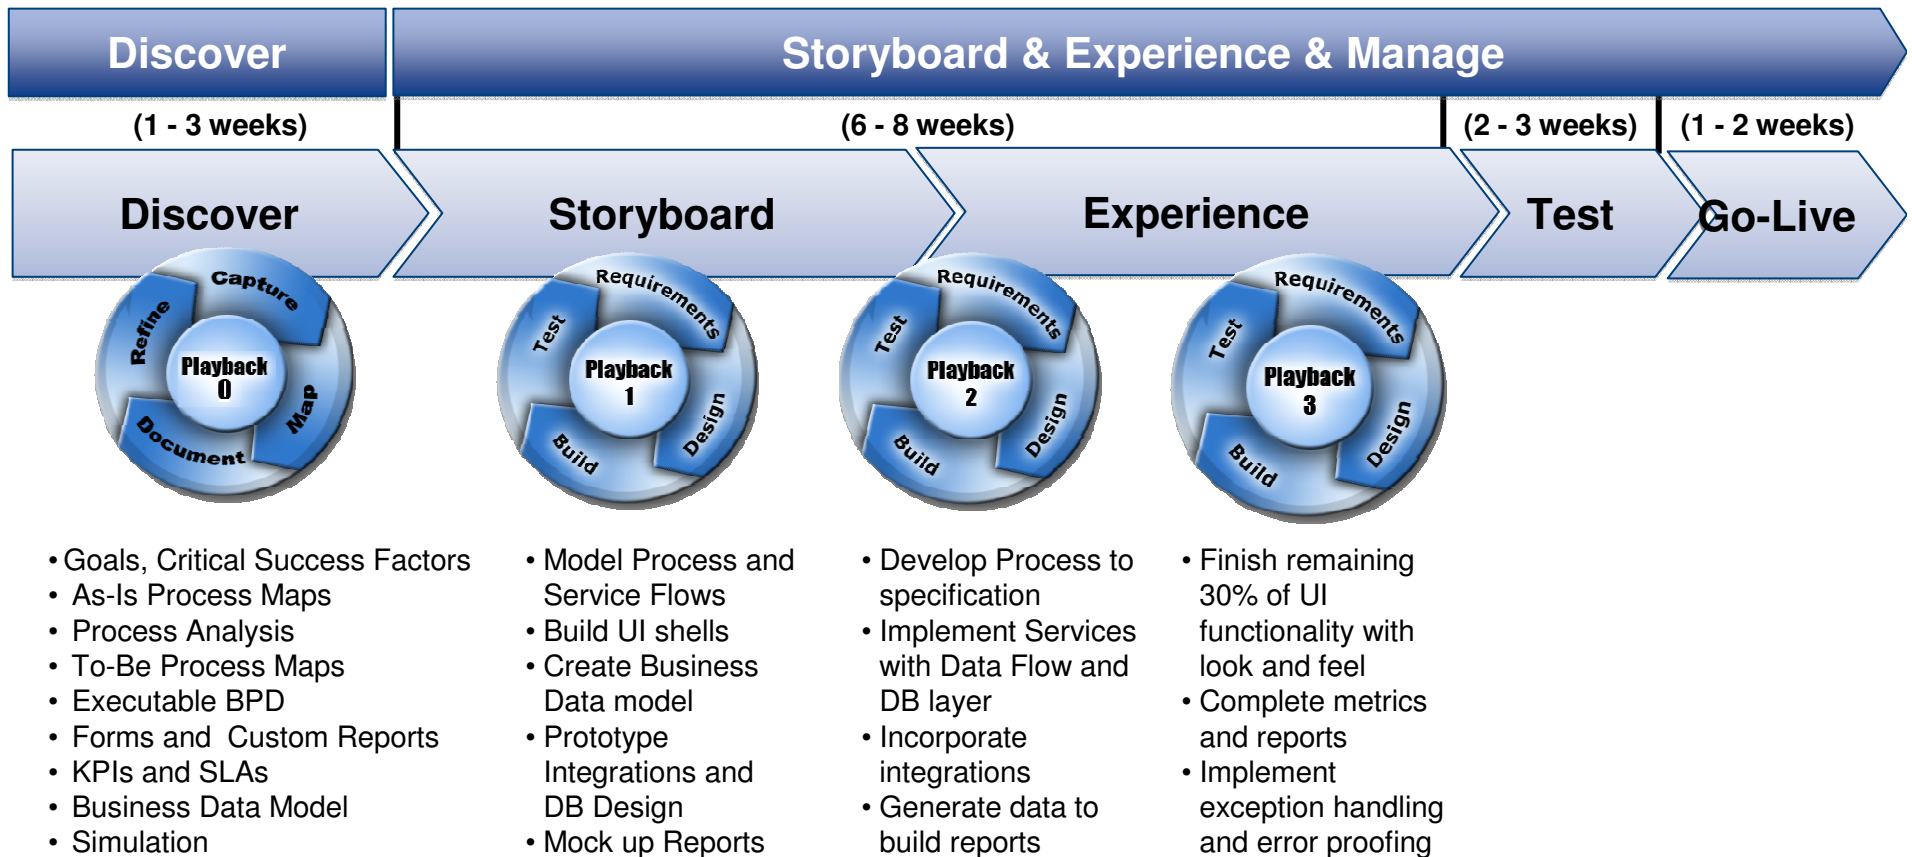 Discover
Storyboard & Experience & Manage
(1 - 3 weeks)
(6 - 8 weeks)
(2 - 3 weeks)
(1 - 2 weeks)
Discover
Storyboard
Experience
Test
Go-Live
Capture
Map
Document
Refine
Playback
0
Requirements
Design
Build
Test
Playback
1
Requirements
Design
Build
Test
Playback
2
Requirements
Design
Build
Test
Playback
3
• Goals, Critical Success Factors
• As-Is Process Maps
• Process Analysis
• To-Be Process Maps
• Executable BPD
• Forms and Custom Reports
• KPIs and SLAs
• Business Data Model
• Simulation
• Model Process and
Service Flows
• Build UI shells
• Create Business
Data model
• Prototype
Integrations and
DB Design
• Mock up Reports
• Develop Process to
specification
• Implement Services
with Data Flow and
DB layer
• Incorporate
integrations
• Generate data to
build reports
• Finish remaining
30% of UI
functionality with
look and feel
• Complete metrics
and reports
• Implement
exception handling
and error proofing